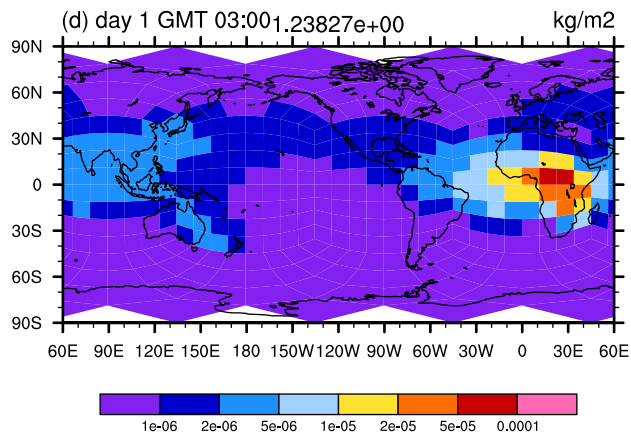 (d) day 1 GMT 03:00 1.23827e+00 kg/m2
90N
60N
30N
0
30S
60S
90S
60E 90E 120E 150E 180 150W 120W 90W 60W 30W 0 30E 60E
1e-06 2e-06 5e-06 1e-05 2e-05 5e-05 0.0001